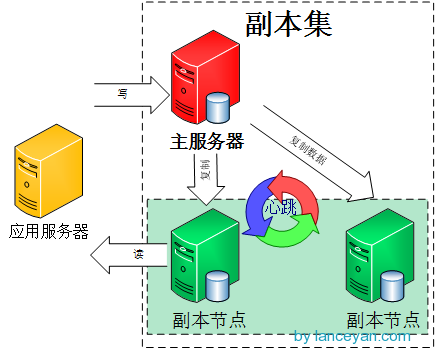 副本集
写
主服务器
复制
复制数据
心跳
应用服务器
读
副本节点
副本节点
by lanceyan.com